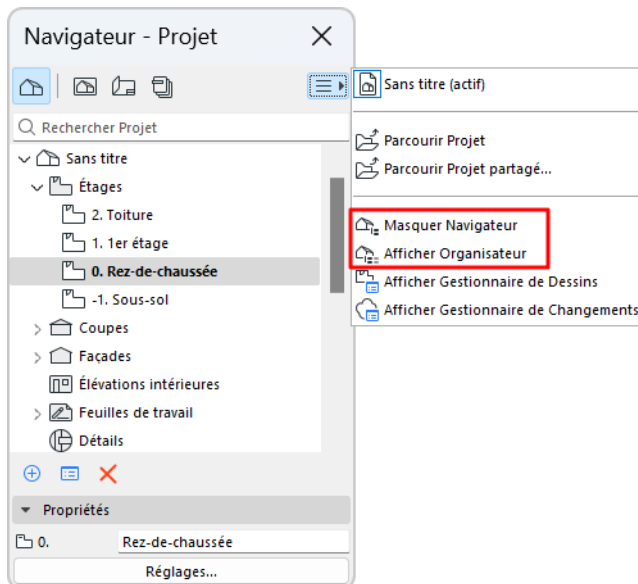 Navigateur - Projet
Rechercher Projet
Sans titre
Étages
2. Toiture
1. 1er étage
0. Rez-de-chaussée
-1. Sous-sol
Coupes
Façades
Élévations intérieures
Feuilles de travail
Détails
Propriétés
0. Rez-de-chaussée
Réglages...
Sans titre (actif)
Parcourir Projet
Parcourir Projet partagé...
Masquer Navigateur
Afficher Organisateur
Afficher Gestionnaire de Dessins
Afficher Gestionnaire de Changements